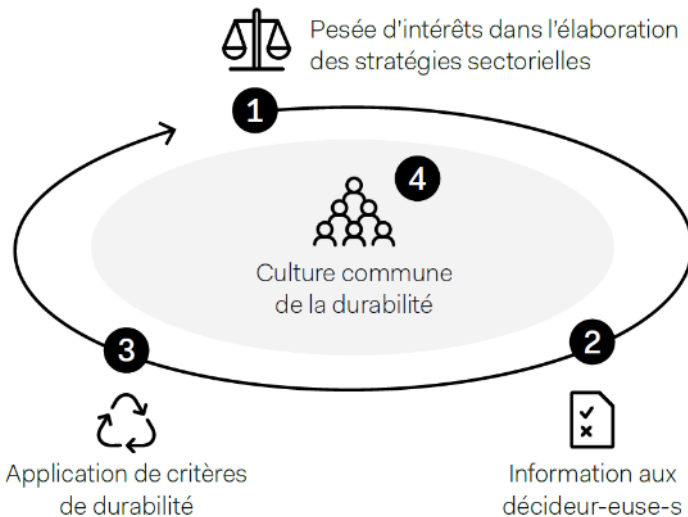 Pesée d'intérêts dans l'élaboration
des stratégies sectorielles
1
4
Culture commune
de la durabilité
2
Information aux
décideur-euse-s
3
Application de critères
de durabilité